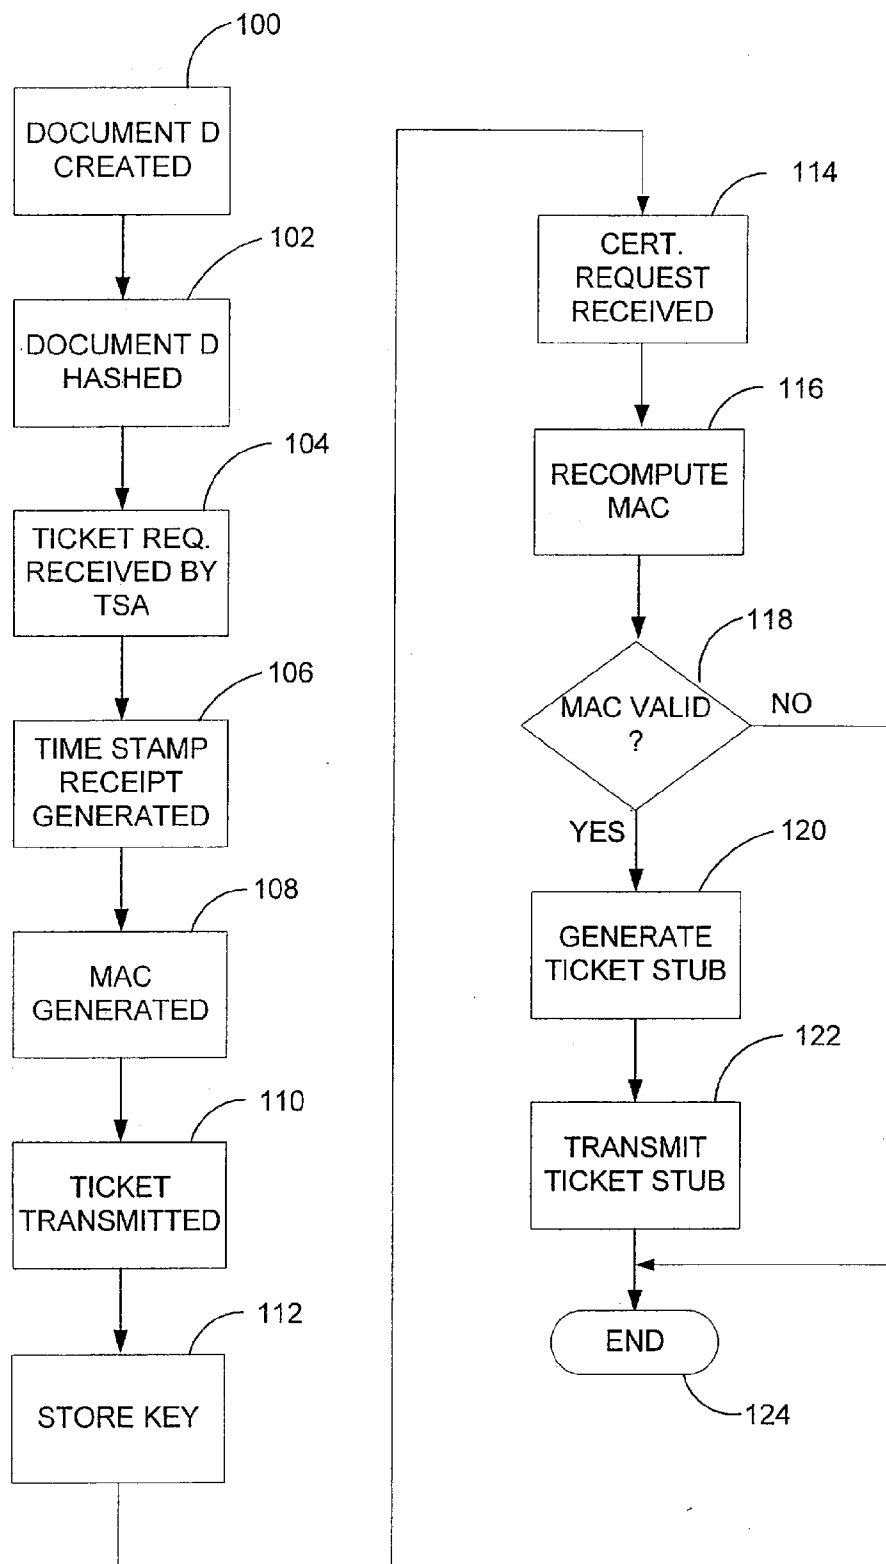 100
DOCUMENT D
CREATED
102
DOCUMENT D
HASHED
104
TICKET REQ.
RECEIVED BY
TSA
106
TIME STAMP
RECEIPT
GENERATED
108
MAC
GENERATED
110
TICKET
TRANSMITTED
112
STORE KEY
114
CERT.
REQUEST
RECEIVED
116
RECOMPUTE
MAC
118
MAC VALID
?
NO
YES
120
GENERATE
TICKET STUB
122
TRANSMIT
TICKET STUB
END
124